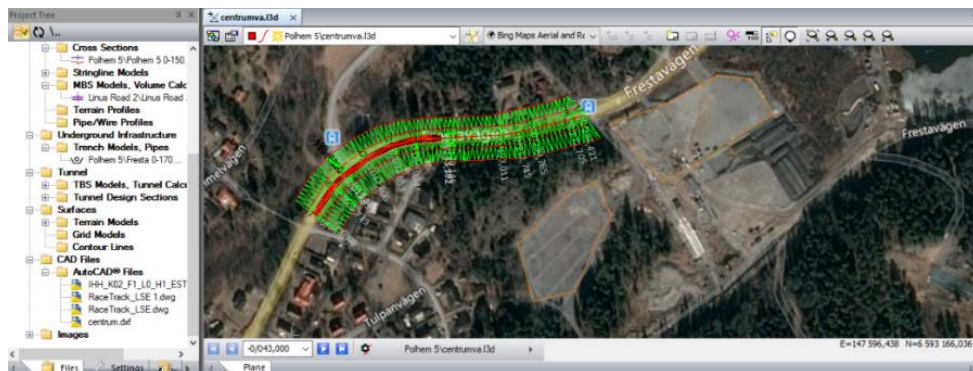 Project Tree
\..
Cross Sections
Polhem 5\Polhem 5 0-150.
Stringline Models
MBS Models, Volume Calc
Linus Road 2\Linus Road
Terrain Profiles
Pipe/Wire Profiles
Underground Infrastructure
Trench Models, Pipes
Polhem 5\Fresta 0-170....
Tunnel
TBS Models, Tunnel Calcu
Tunnel Design Sections
Surfaces
Terrain Models
Grid Models
Contour Lines
CAD Files
AutoCAD® Files
IHH_K02_F1_L0_H1_EST
RaceTrack_LSE 1.dwg
RaceTrack_LSE.dwg
centrum.dxf
Images
Files
Settings
centrumva.l3d
Polhem 5\centrumva.l3d
Bing Maps Aerial and Ro
Frestavägen
Frestavägen
Tulpanvägen
-0/043,000
Polhem 5\centrumva.l3d
E=147 596,438 N=6 593 166,036
Plane